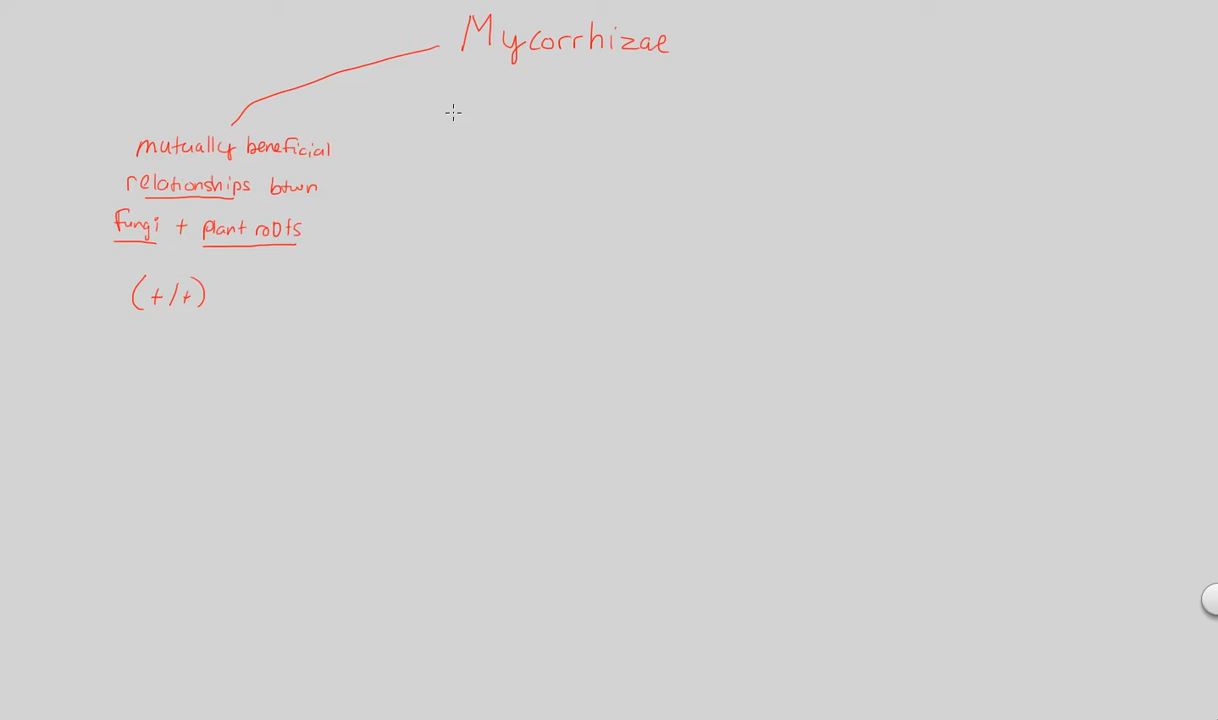 Mycorrhizae
mutually beneficial
relationships btwn
fungi + plant roots
(+/+)